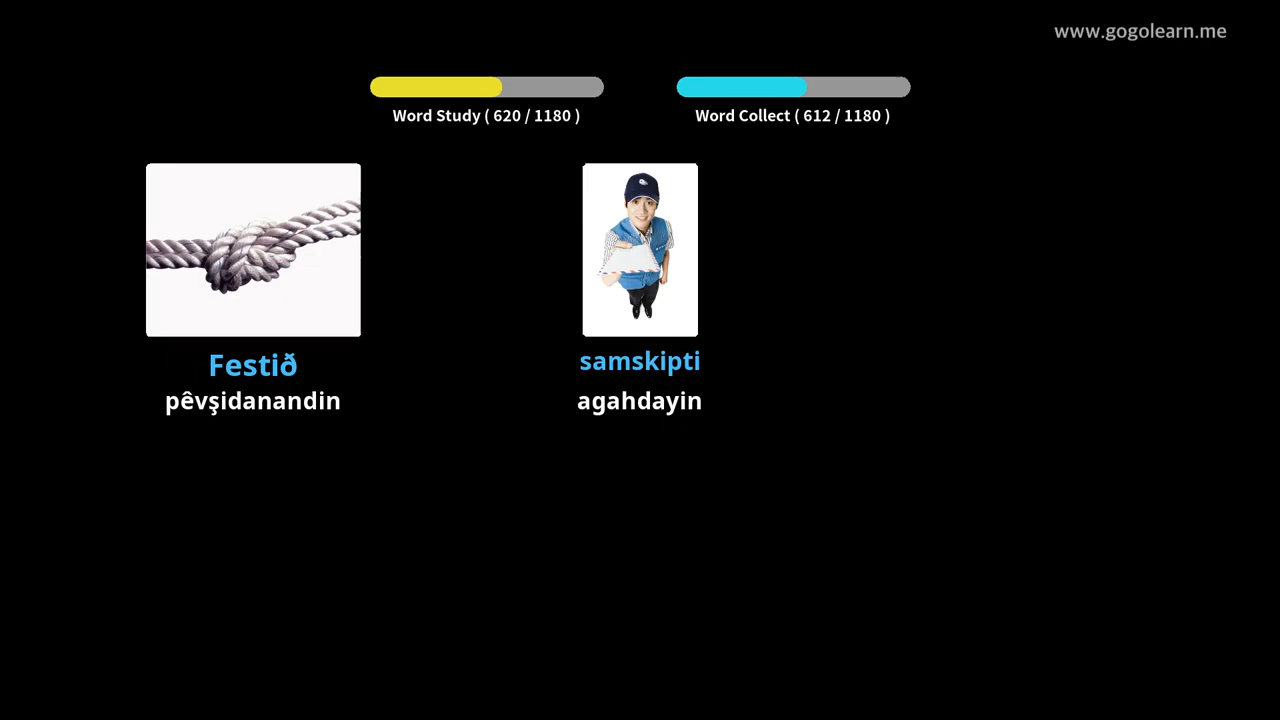 www.gogolearn.me
Word Study ( 620 / 1180 )
Word Collect ( 612 / 1180 )
Festið
samskipti
pêvşidanandin
agahdayin